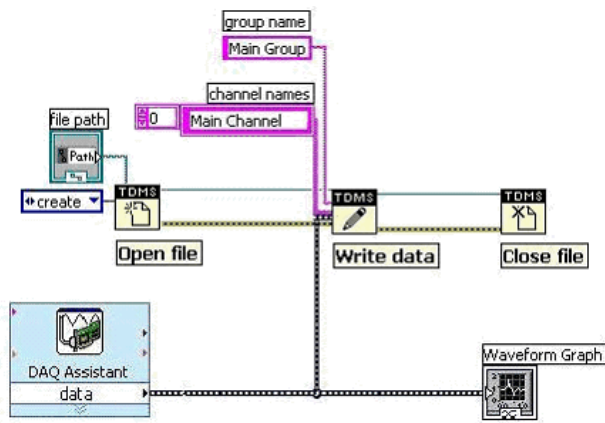 group name
Main Group
channel names
0
Main Channel
file path
Path
create
TDMS
TDMS
TDMS
Open file
Write data
Close file
DAQ Assistant
data
Waveform Graph